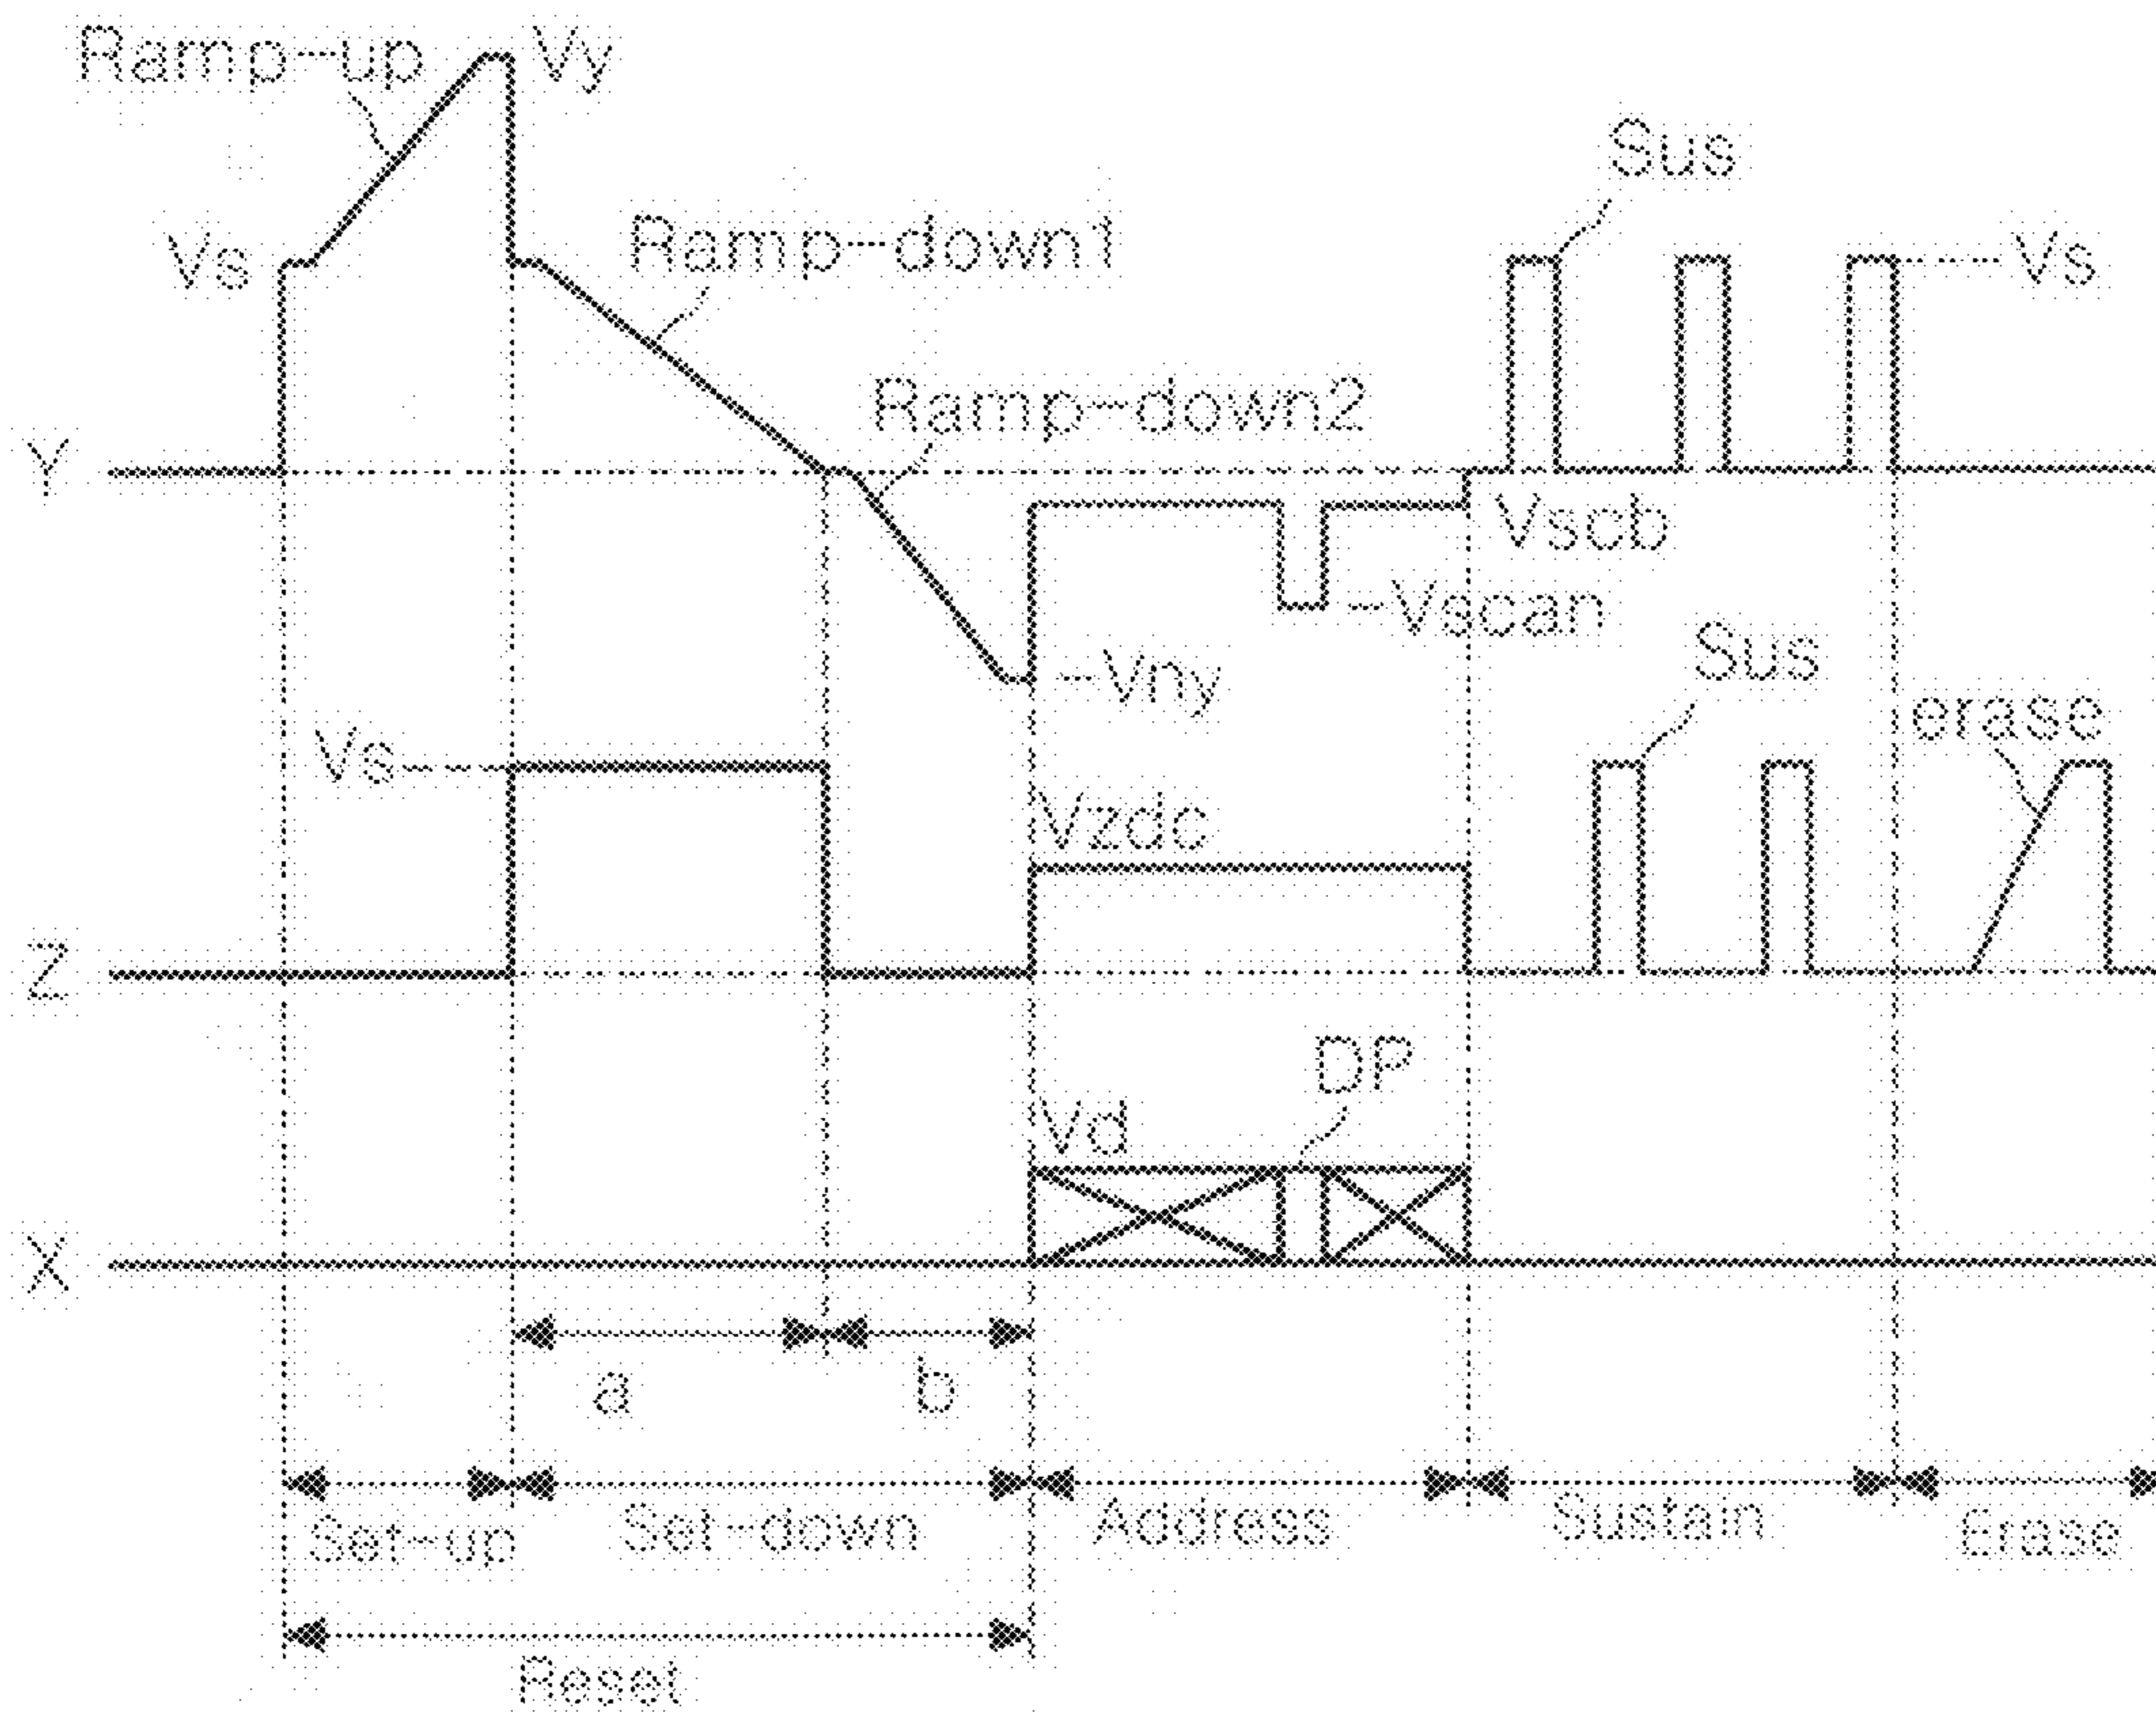 Ramp-up
Vy
Sus
Vs
Ramp-down1
Vs
Ramp-down2
Y
Vscb
-Vscan
-Vny
Sus
erase
Vs
Vzdc
Z
DP
Vd
X
a
b
Set-up
Set-down
Address
Sustain
Erase
Reset